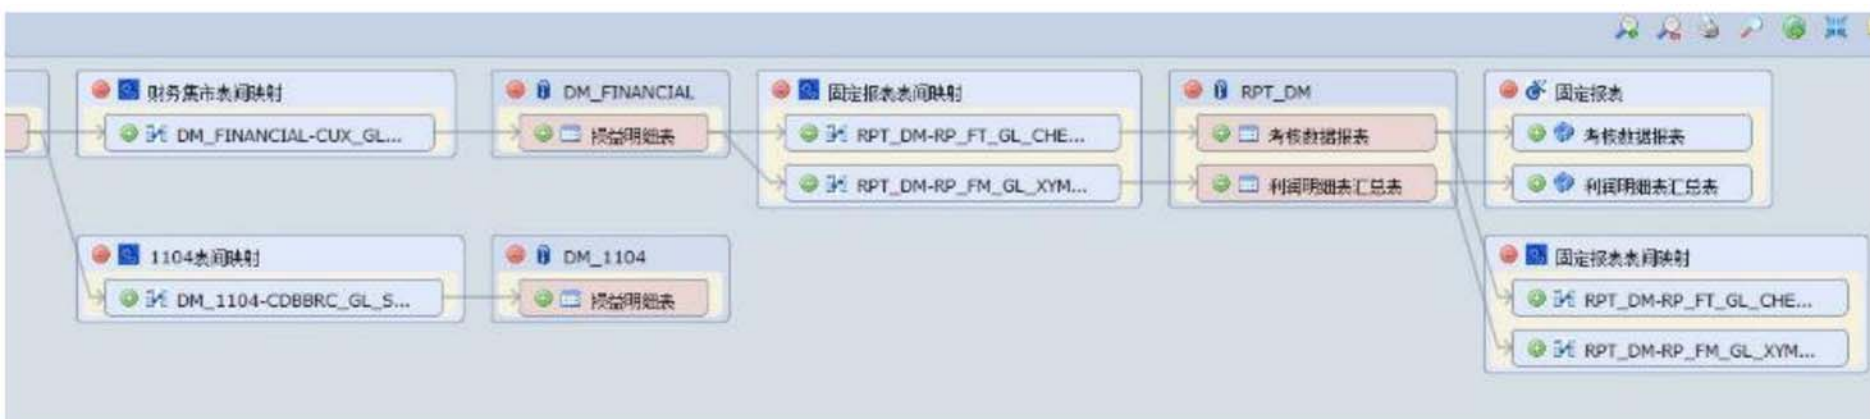 财务集市表间映射
DM_FINANCIAL-CUX_GL...
DM_FINANCIAL
损益明细表
固定报表表间映射
RPT_DM-RP_FT_GL_CHE...
RPT_DM-RP_FM_GL_XYM...
RPT_DM
考核数据报表
利润明细表汇总表
固定报表
考核数据报表
利润明细表汇总表
1104表间映射
DM_1104-CDBBRC_GL_S...
DM_1104
损益明细表
固定报表表间映射
RPT_DM-RP_FT_GL_CHE...
RPT_DM-RP_FM_GL_XYM...